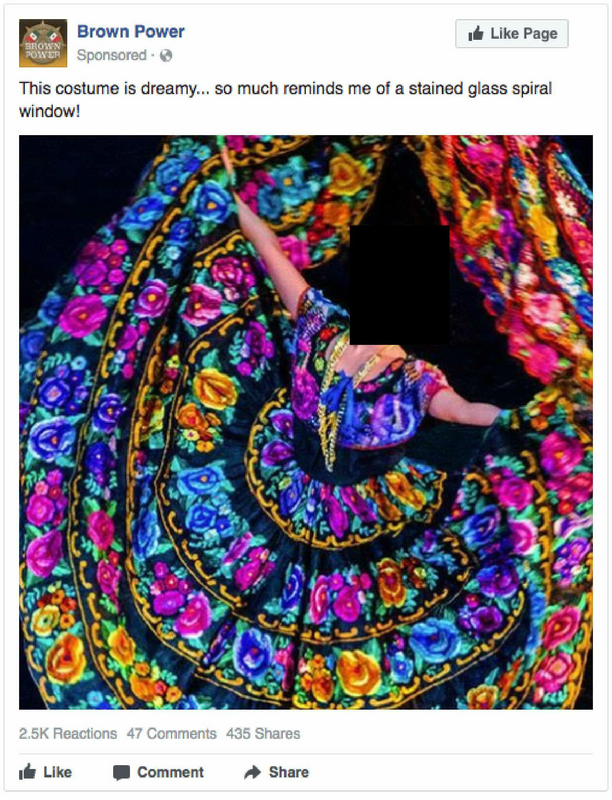 Brown Power
Like Page
BROWN
POWER
Sponsored ·
This costume is dreamy... so much reminds me of a stained glass spiral
window!
2.5K Reactions 47 Comments 435 Shares
Like Comment Share